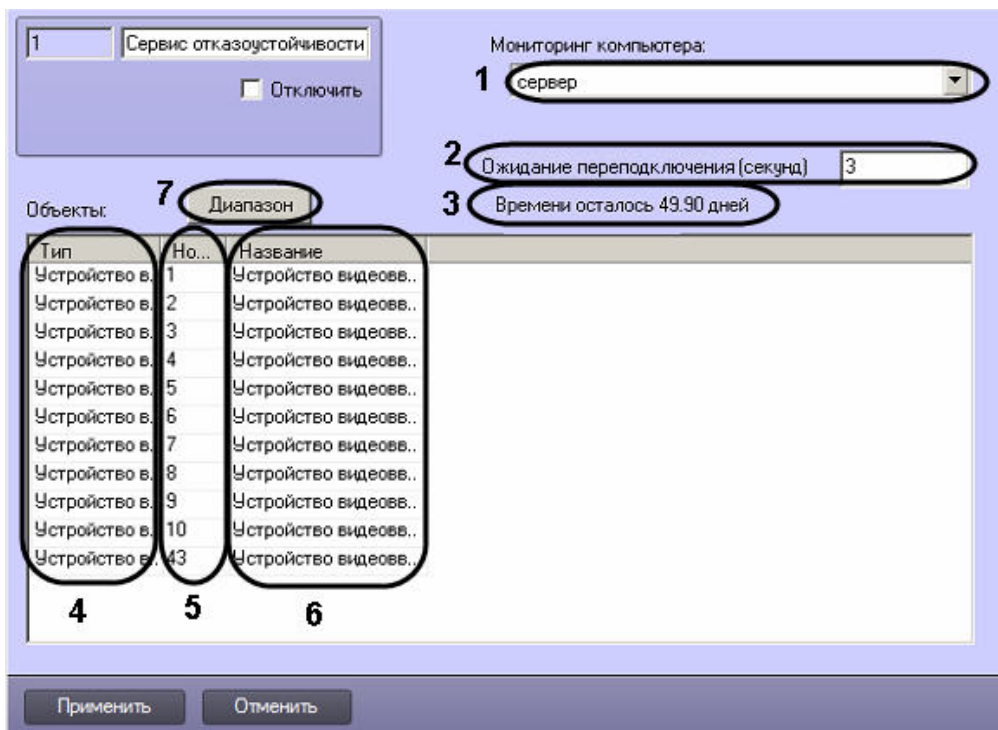 1 Сервис отказоустойчивости
Отключить
Мониторинг компьютера:
1 сервер
2 Ожидание переподключения (секунд) 3
3 Времени осталось 49.90 дней
Объекты: 7 Диапазон
Тип Но... Название
Устройство в.. 1 Устройство видеовв..
Устройство в.. 2 Устройство видеовв..
Устройство в.. 3 Устройство видеовв..
Устройство в.. 4 Устройство видеовв..
Устройство в.. 5 Устройство видеовв..
Устройство в.. 6 Устройство видеовв..
Устройство в.. 7 Устройство видеовв..
Устройство в.. 8 Устройство видеовв..
Устройство в.. 9 Устройство видеовв..
Устройство в.. 10 Устройство видеовв..
Устройство в.. 43 Устройство видеовв..
4 5 6
Применить Отменить